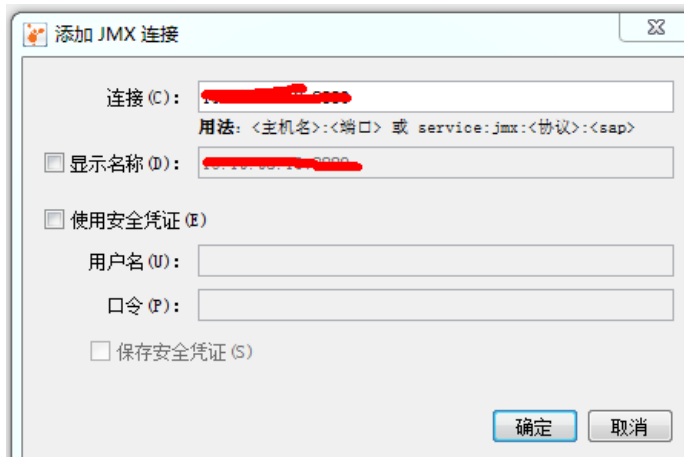 添加 JMX 连接
连接(C):
用法: <主机名>:<端口> 或 service:jmx:<协议>:<sap>
显示名称(D):
使用安全凭证(E)
用户名(U):
口令(P):
保存安全凭证(S)
确定 取消